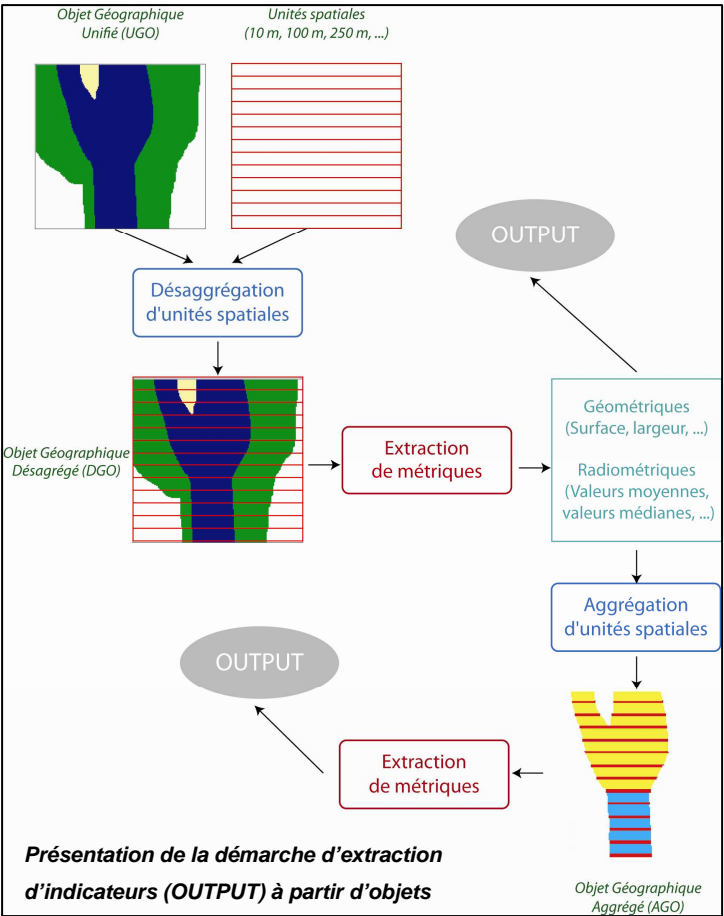 Objet Géographique
Unifié (UGO)
Unités spatiales
(10 m, 100 m, 250 m, ...)
OUTPUT
Désaggrégation
d'unités spatiales
Objet Géographique
Désagrégé (DGO)
Extraction
de métriques
Géométriques
(Surface, largeur, ...)
Radiométriques
(Valeurs moyennes,
valeurs médianes, ...)
Aggrégation
d'unités spatiales
OUTPUT
Extraction
de métriques
Présentation de la démarche d'extraction
d'indicateurs (OUTPUT) à partir d'objets
Objet Géographique
Aggrégé (AGO)